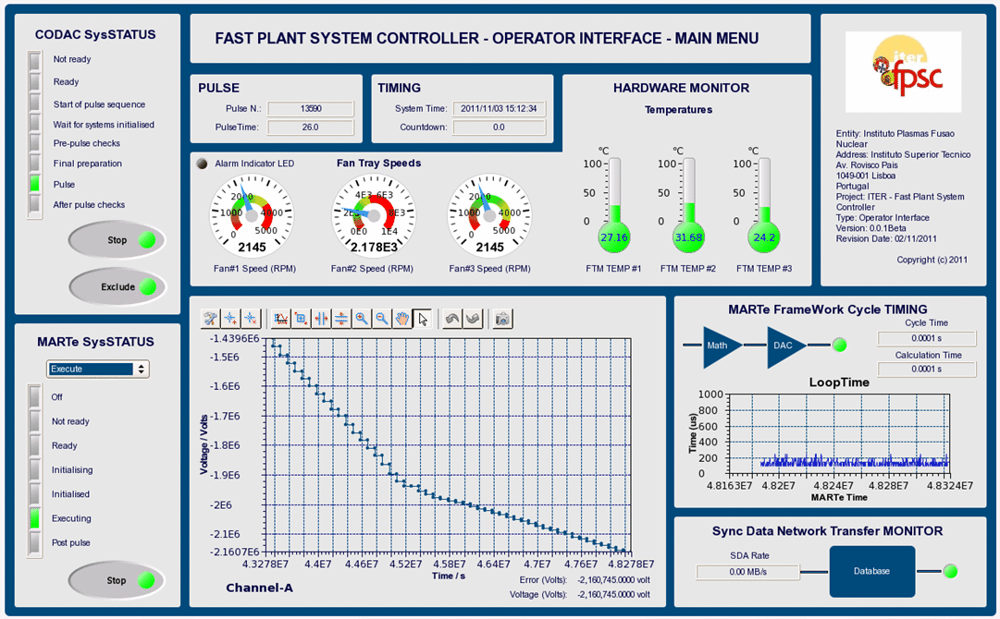 CODAC SysSTATUS
Not ready
Ready
Start of pulse sequence
Wait for systems initialised
Pre-pulse checks
Final preparation
Pulse
After pulse checks
Stop
Exclude
MARTe SysSTATUS
Execute
Off
Not ready
Ready
Initialising
Initialised
Executing
Post pulse
Stop
FAST PLANT SYSTEM CONTROLLER - OPERATOR INTERFACE - MAIN MENU
PULSE
Pulse N.: 13590
PulseTime: 26.0
TIMING
System Time: 2011/11/03 15:12:34
Countdown: 0.0
HARDWARE MONITOR
Temperatures
°C °C °C
100 100 100
50 50 50
0 0 0
27.16 31.68 24.2
FTM TEMP #1 FTM TEMP #2 FTM TEMP #3
Alarm Indicator LED
Fan Tray Speeds
0 1000 2000 4000 5000
2145
Fan#1 Speed (RPM)
0E0 2E3 4E3 6E3 8E3 1E4
2.178E3
Fan#2 Speed (RPM)
0 1000 2000 4000 5000
2145
Fan#3 Speed (RPM)
iter
fpsc
Entity: Instituto Plasmas Fusao
Nuclear
Address: Instituto Superior Tecnico
Av. Rovisco Pais
1049-001 Lisboa
Portugal
Project: ITER - Fast Plant System
Controller
Type: Operator Interface
Version: 0.0.1Beta
Revision Date: 02/11/2011
Copyright (c) 2011
-1.4396E6
-1.5E6
-1.6E6
-1.7E6
-1.8E6
-1.9E6
-2E6
-2.1E6
-2.1607E6
Voltage / Volts
4.3278E7 4.4E7 4.46E7 4.52E7 4.58E7 4.64E7 4.7E7 4.76E7 4.8278E7
Time / s
Channel-A
Error (Volts): -2,160,745.0000 volt
Voltage (Volts): -2,160,745.0000 volt
MARTe FrameWork Cycle TIMING
Math
DAC
Cycle Time
0.0001 s
Calculation Time
0.0001 s
LoopTime
1000
800
600
400
200
0
Time (us)
4.8163E7 4.82E7 4.824E7 4.828E7 4.8324E7
MARTe Time
Sync Data Network Transfer MONITOR
SDA Rate
0.00 MB/s
Database